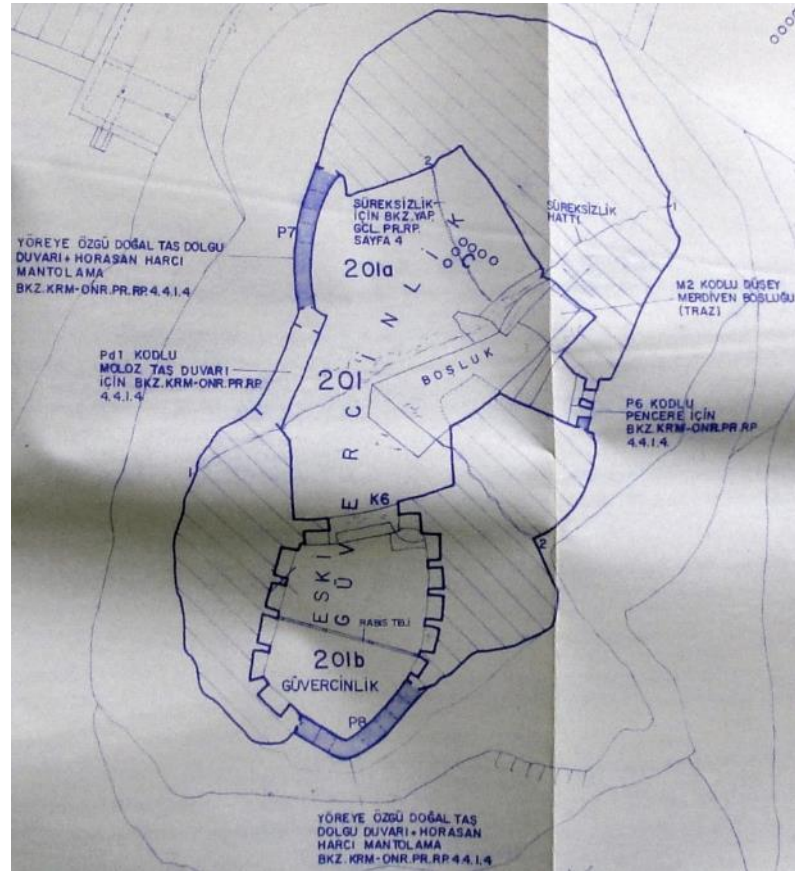 2
SÜREKSİZLİK
İÇİN BKZ. YAP.
GCL. PR.RP.
SAYFA 4
SÜREKSİZLİK
HATTI
1
P7
YÖREYE ÖZGÜ DOĞAL TAŞ DOLGU
DUVARI + HORASAN HARCI
MANTOLAMA
BKZ. KRM-ONR.PR.RP. 4.4.1.4
201a
M2 KODLU DÜŞEY
MERDİVEN BOŞLUĞU
(TRAZ)
Pd1 KODLU
MOLOZ TAŞ DUVARI
İÇİN BKZ. KRM-ONR.PR.RP.
4.4.1.4
201
BOŞLUK
P6 KODLU
PENCERE İÇİN
BKZ. KRM-ONR.PR.RP
4.4.1.4.
1
K6
2
ESKİ
GÜVERCİNLİK
RABİS TELİ
201b
GÜVERCİNLİK
P8
YÖREYE ÖZGÜ DOĞAL TAŞ
DOLGU DUVARI + HORASAN
HARCI MANTOLAMA
BKZ. KRM-ONR.PR.RP. 4.4.1.4